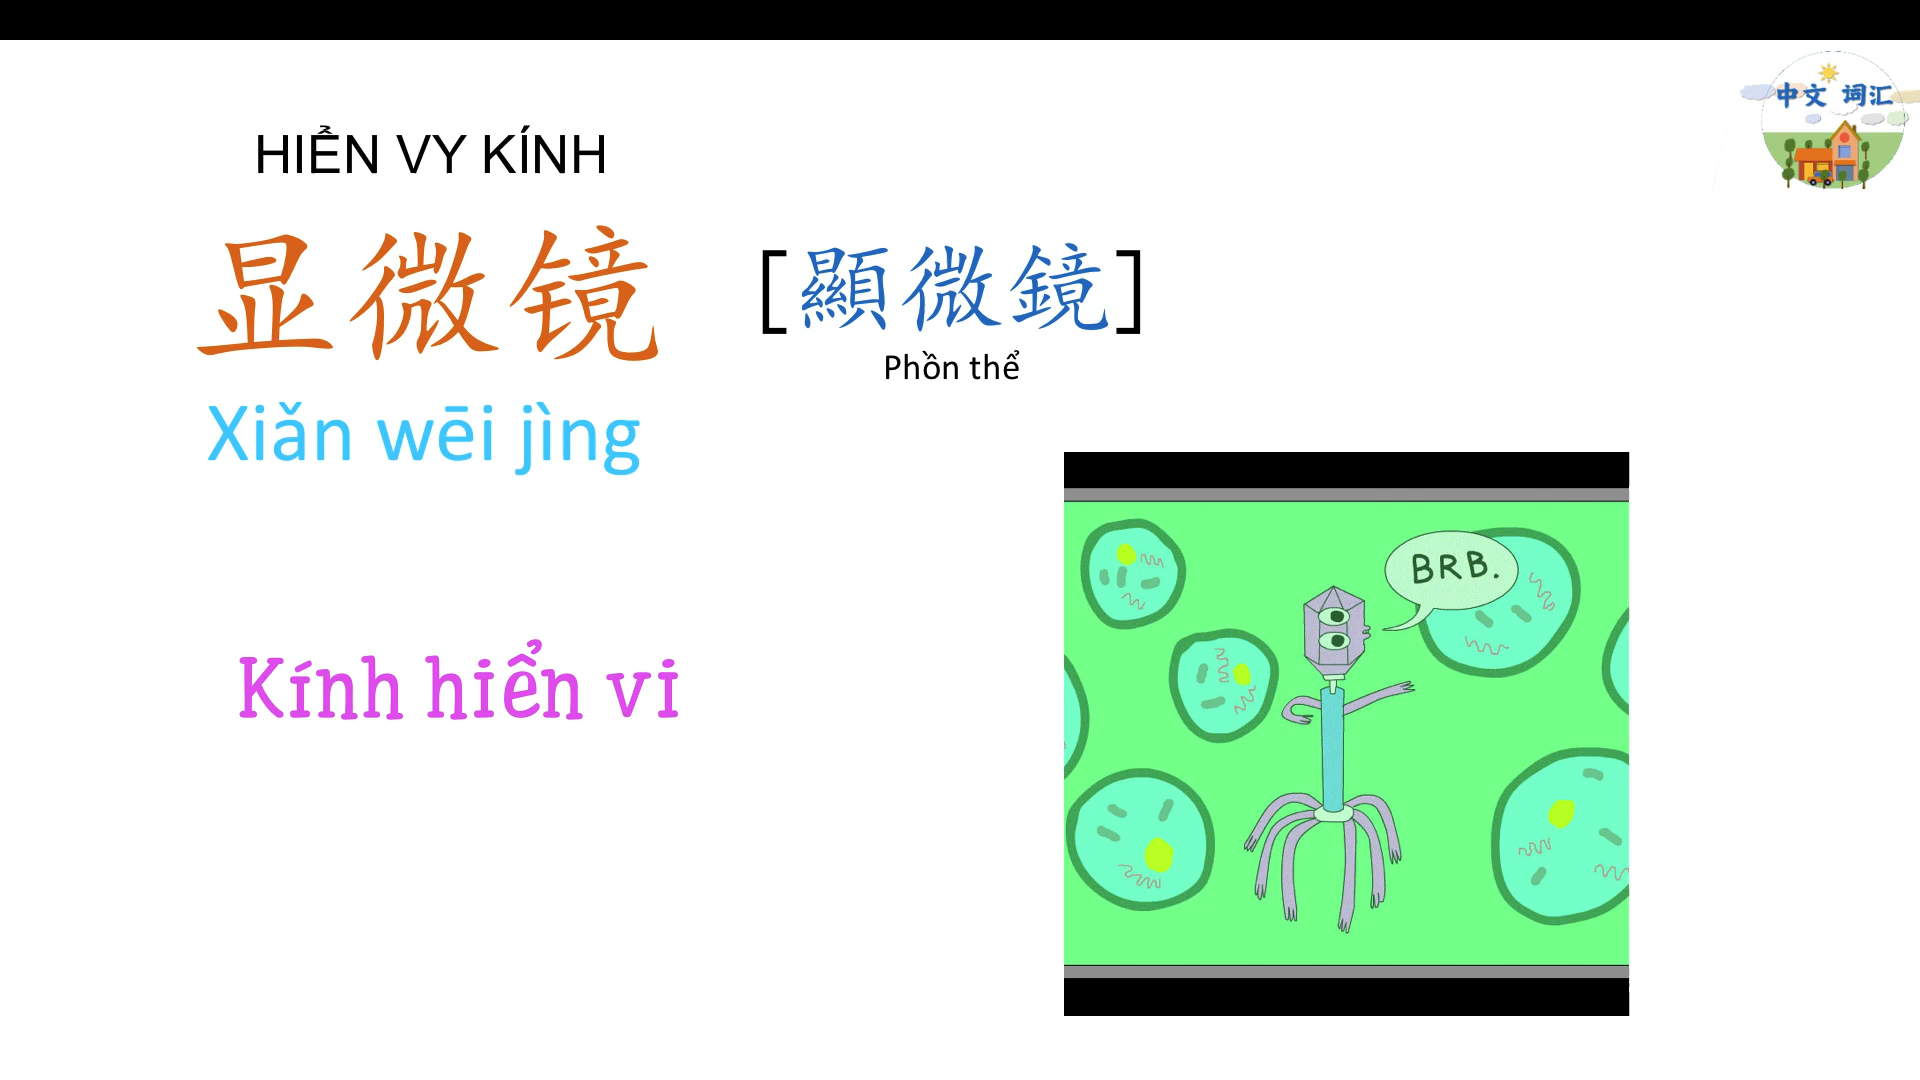 中文 词汇
HIỂN VY KÍNH
显微镜
[顯微鏡]
Phồn thể
Xiǎn wēi jìng
BRB.
Kính hiển vi